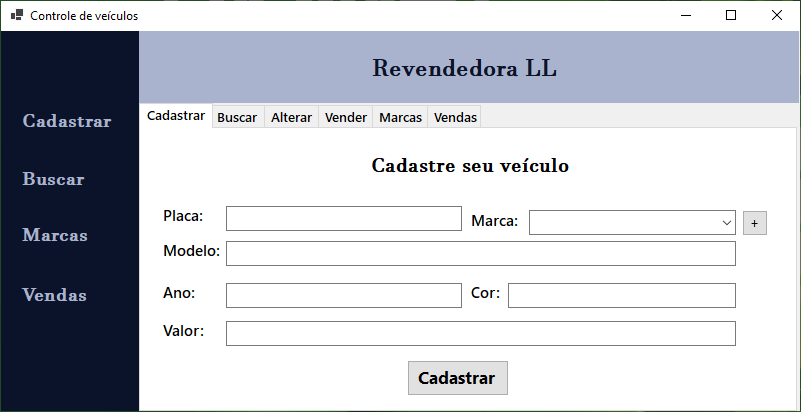 Controle de veículos
Revendedora LL
Cadastrar
Buscar
Marcas
Vendas
Cadastrar Buscar Alterar Vender Marcas Vendas
Cadastre seu veículo
Placa: Marca: +
Modelo:
Ano: Cor:
Valor:
Cadastrar